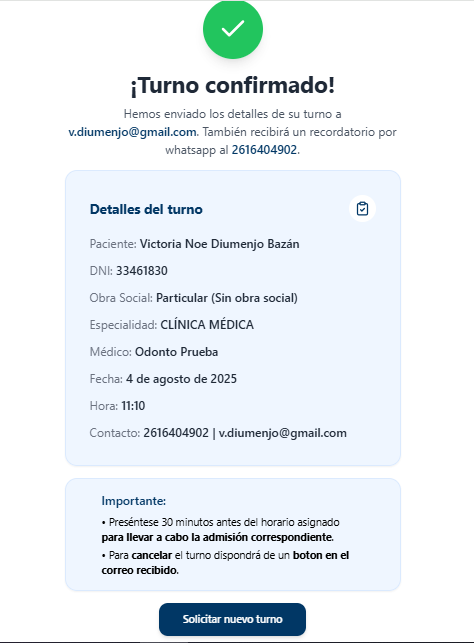 ¡Turno confirmado!
Hemos enviado los detalles de su turno a
v.diumenjo@gmail.com. También recibirá un recordatorio por
whatsapp al 2616404902.
Detalles del turno
Paciente: Victoria Noe Diumenjo Bazán
DNI: 33461830
Obra Social: Particular (Sin obra social)
Especialidad: CLÍNICA MÉDICA
Médico: Odonto Prueba
Fecha: 4 de agosto de 2025
Hora: 11:10
Contacto: 2616404902 | v.diumenjo@gmail.com
Importante:
• Preséntese 30 minutos antes del horario asignado
para llevar a cabo la admisión correspondiente.
• Para cancelar el turno dispondrá de un boton en el
correo recibido.
Solicitar nuevo turno